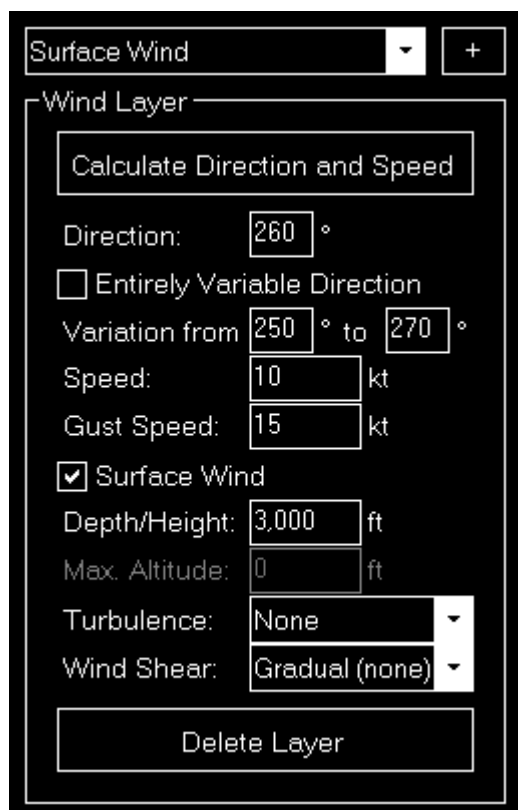 Surface Wind +
Wind Layer
Calculate Direction and Speed
Direction: 260 °
Entirely Variable Direction
Variation from 250 ° to 270 °
Speed: 10 kt
Gust Speed: 15 kt
Surface Wind
Depth/Height: 3,000 ft
Max. Altitude: 0 ft
Turbulence: None
Wind Shear: Gradual (none)
Delete Layer